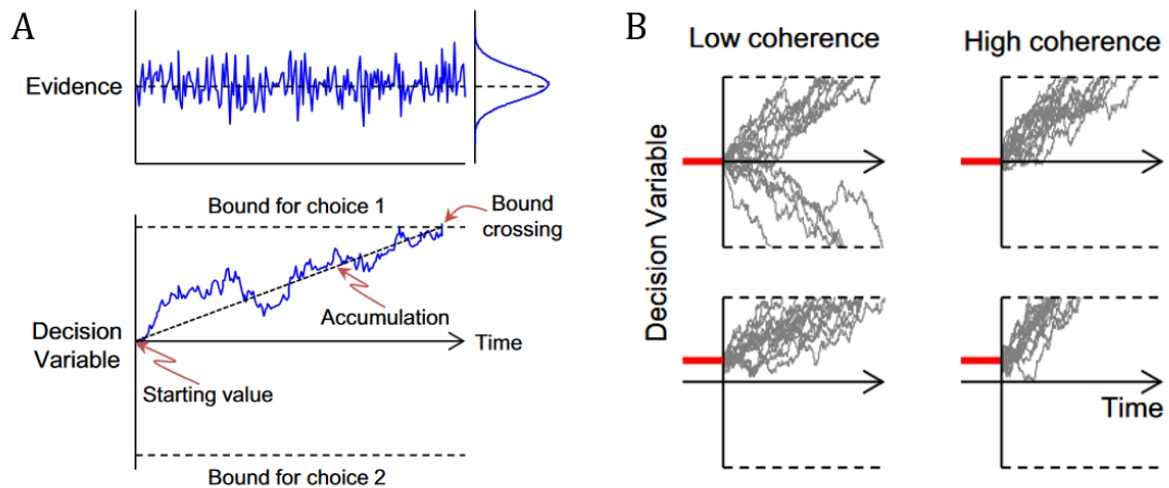 A
Evidence
Bound for choice 1
Bound
crossing
Accumulation
Decision
Variable
Time
Starting value
Bound for choice 2
B
Low coherence
High coherence
Decision Variable
Time